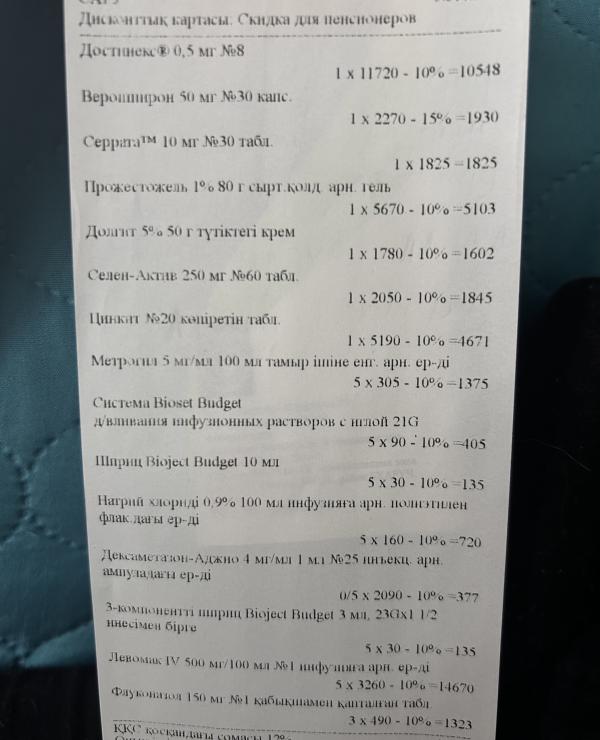 Дисконттық картасы: Скидка для пенсионеров
Достинекс® 0,5 мг №8
1 x 11720 - 10% =10548
Верошпирон 50 мг №30 капс.
1 x 2270 - 15% =1930
Серрата™ 10 мг №30 табл.
1 x 1825 =1825
Прожестожель 1% 80 г сырт.қолд. арн. гель
1 x 5670 - 10% =5103
Долгит 5% 50 г түтіктегі крем
1 x 1780 - 10% =1602
Селен-Актив 250 мг №60 табл.
1 x 2050 - 10% =1845
Цинкит №20 көпіретін табл.
1 x 5190 - 10% =4671
Метрогил 5 мг/мл 100 мл тамыр ішіне енг. арн. ер-ді
5 x 305 - 10% =1375
Система Bioset Budget
д/вливания инфузионных растворов с иглой 21G
5 x 90 - 10% =405
Шприц Bioject Budget 10 мл
5 x 30 - 10% =135
Натрий хлориді 0,9% 100 мл инфузияға арн. полиэтилен
флак.дағы ер-ді
5 x 160 - 10% =720
Дексаметазон-Аджио 4 мг/мл 1 мл №25 инъекц. арн.
ампуладағы ер-ді
0/5 x 2090 - 10% =377
3-компонентті шприц Bioject Budget 3 мл, 23Gx1 1/2
инесімен бірге
5 x 30 - 10% =135
Левомак IV 500 мг/100 мл №1 инфузияға арн. ер-ді
5 x 3260 - 10% =14670
Флуконазол 150 мг №1 қабықшамен қапталған табл.
3 x 490 - 10% =1323
ҚҚС қосқандағы сомасы 12%